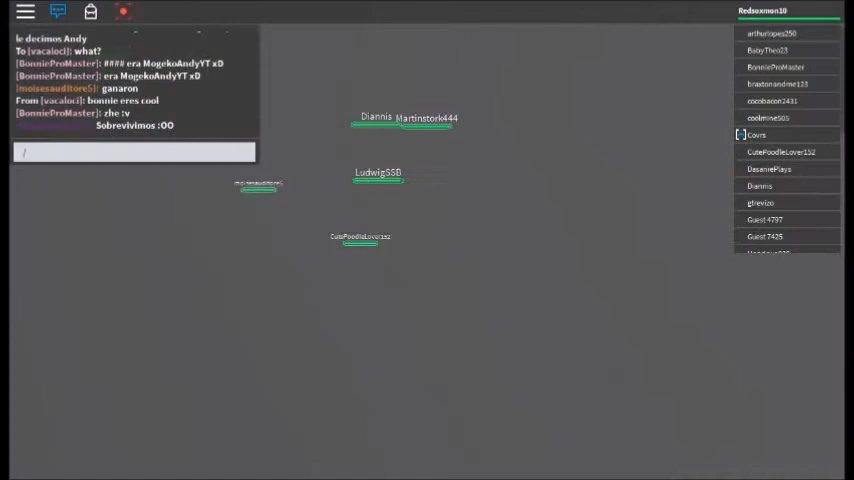 Redsoxmon10
le decimos Andy
To [vacaloci]: what?
[BonnieProMaster]: #### era MogekoAndyYT xD
[BonnieProMaster]: era MogekoAndyYT xD
[moisesauditore5]: ganaron
From [vacaloci]: bonnie eres cool
[BonnieProMaster]: zhe :v
Sobrevivimos :OO
/
Diannis
Martinstork444
LudwigSSB
CutePoodleLover152
arthurlopes250
BabyTheo23
BonnieProMaster
braxtonandme123
cocobacon2431
coolmine505
Covrs
CutePoodleLover152
DasaniePlays
Diannis
gtrevizo
Guest 4797
Guest 7425